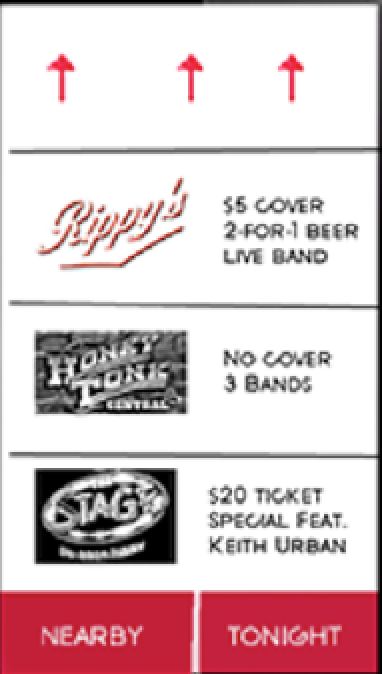 Rippy's
$5 COVER
2-FOR-1 BEER
LIVE BAND
HONKY
TONK
CENTRAL
NO COVER
3 BANDS
STAGE
$20 TICKET
SPECIAL FEAT.
KEITH URBAN
NEARBY
TONIGHT